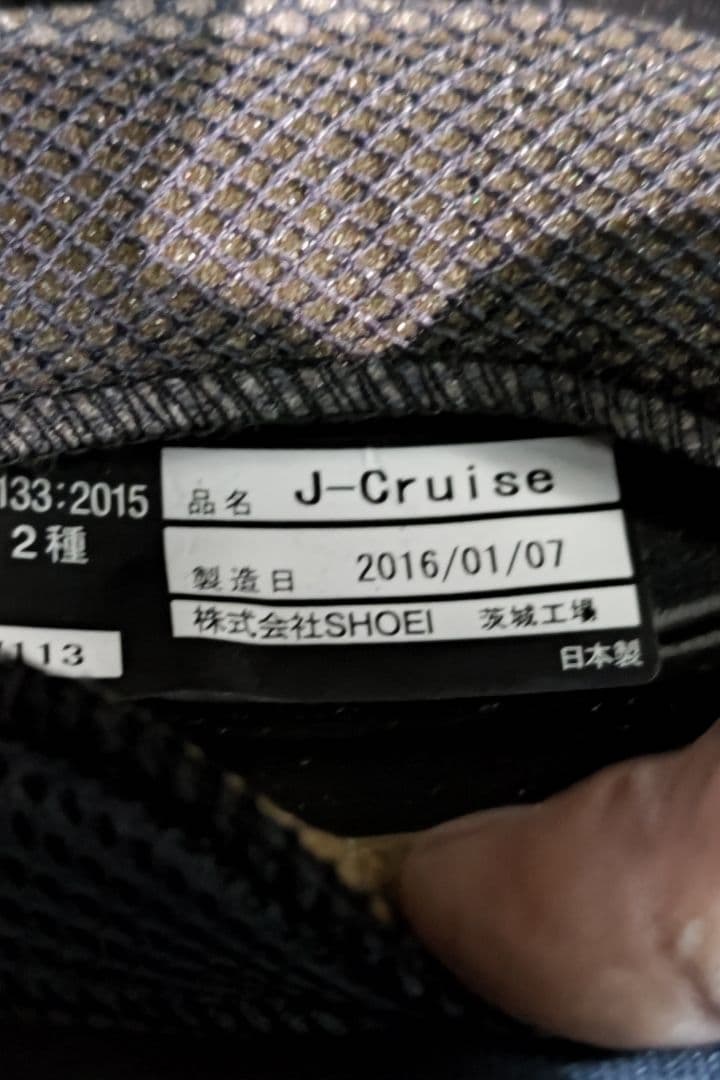 133:2015
2種
品名 J-Cruise
製造日 2016/01/07
株式会社SHOEI 茨城工場
113
日本製